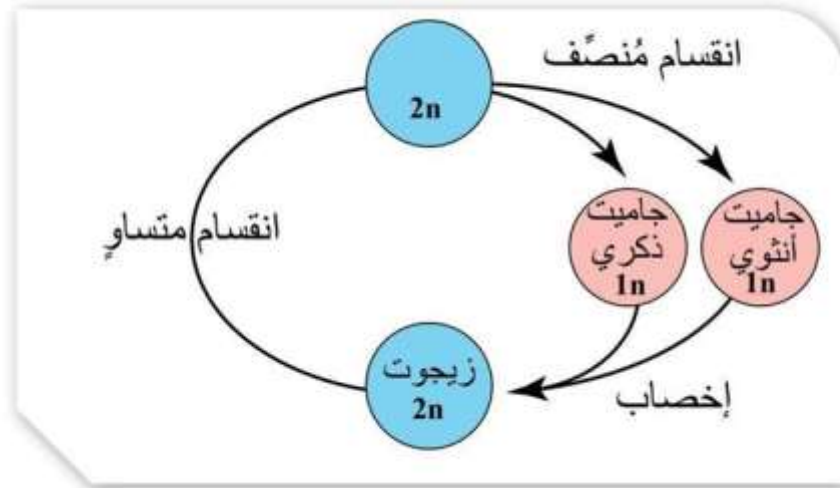 انقسام مُنصِّف
2n
جاميت
ذكري
1n
جاميت
أنثوي
1n
انقسام متساوٍ
زيجوت
2n
إخصاب